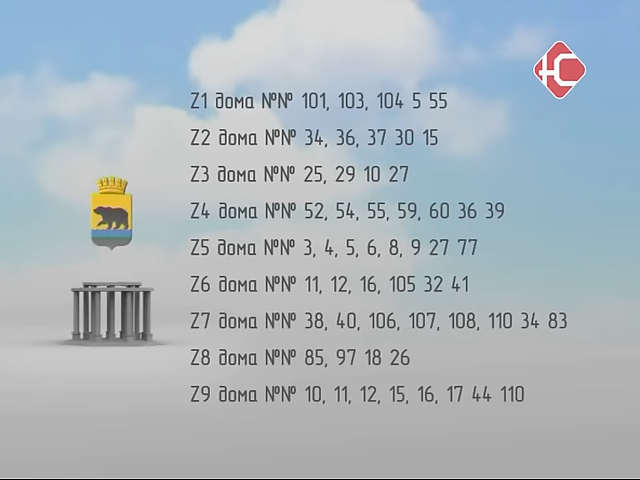 Z1 дома №№ 101, 103, 104 5 55
Z2 дома №№ 34, 36, 37 30 15
Z3 дома №№ 25, 29 10 27
Z4 дома №№ 52, 54, 55, 59, 60 36 39
Z5 дома №№ 3, 4, 5, 6, 8, 9 27 77
Z6 дома №№ 11, 12, 16, 105 32 41
Z7 дома №№ 38, 40, 106, 107, 108, 110 34 83
Z8 дома №№ 85, 97 18 26
Z9 дома №№ 10, 11, 12, 15, 16, 17 44 110